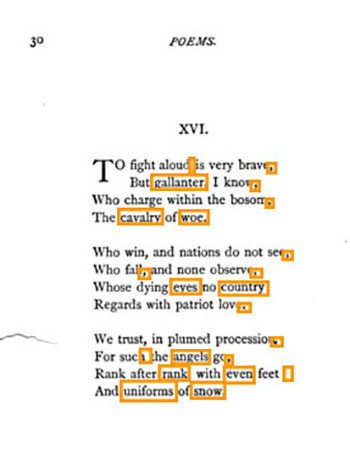 30
POEMS.
XVI.
TO fight aloud is very brave,
But gallanter, I know,
Who charge within the bosom,
The cavalry of woe.
Who win, and nations do not see,
Who fall, and none observe,
Whose dying eyes no country
Regards with patriot love.
We trust, in plumed procession,
For such the angels go,
Rank after rank with even feet
And uniforms of snow.